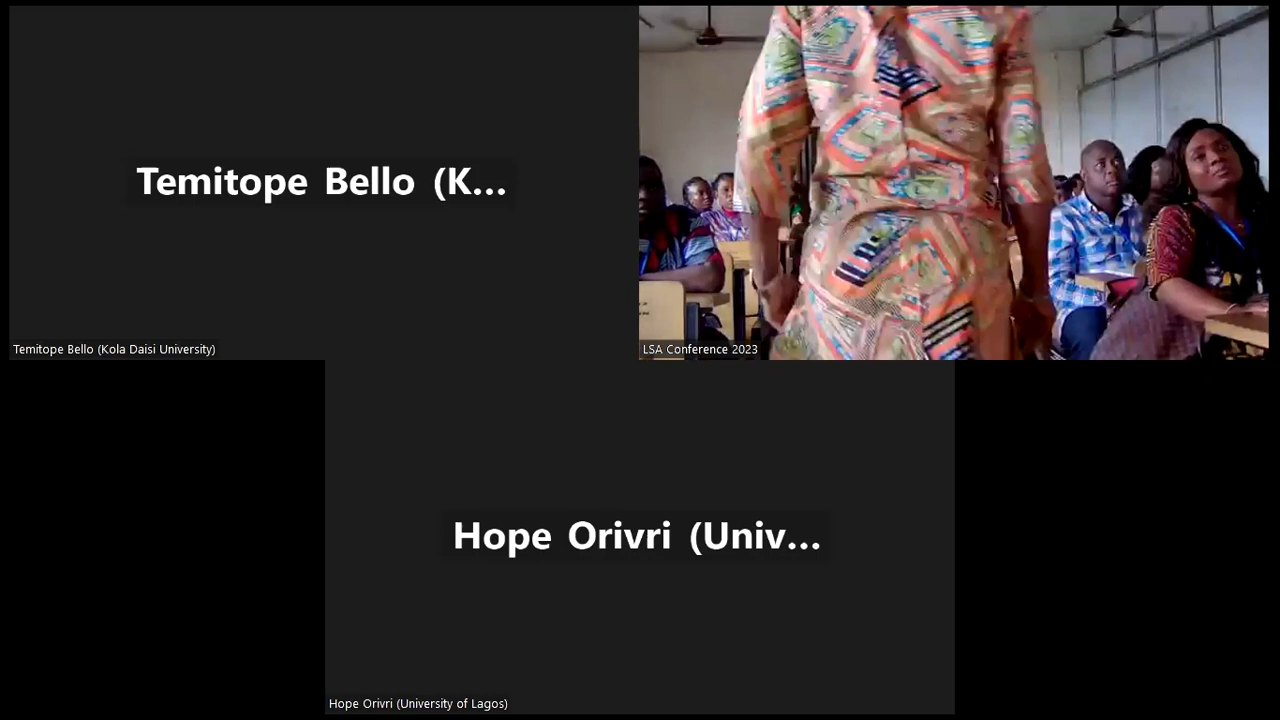 Temitope Bello (K...
Temitope Bello (Kola Daisi University)
LSA Conference 2023
Hope Orivri (Univ...
Hope Orivri (University of Lagos)